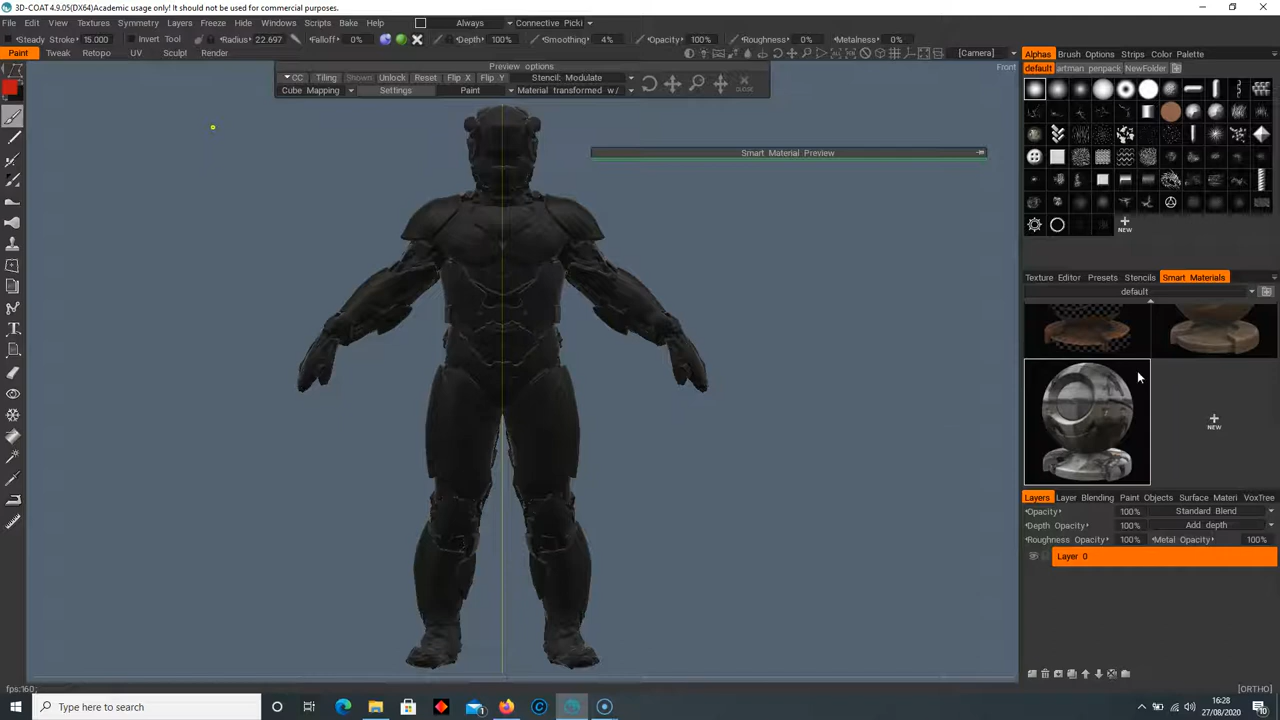 3D-COAT 4.9.05(DX64)Academic usage only! It should not be used for commercial purposes.
File Edit View Textures Symmetry Layers Freeze Hide Windows Scripts Bake Help Always Connective Picki
Steady Stroke 15.000 Invert Tool Radius 22.697 Falloff 0% Depth 100% Smoothing 4% Opacity 100% Roughness 0% Metalness 0%
Paint Tweak Retopo UV Sculpt Render [Camera]
Alphas Brush Options Strips Color Palette
Preview options
Front
default artman penpack NewFolder
CC Tiling Shown Unlock Reset Flip X Flip Y Stencil: Modulate
Cube Mapping Settings Paint Material transformed w/ CLOSE
Smart Material Preview
NEW
Texture Editor Presets Stencils Smart Materials
default
NEW
Layers Layer Blending Paint Objects Surface Materi VoxTree
Opacity 100% Standard Blend
Depth Opacity 100% Add depth
Roughness Opacity 100% Metal Opacity 100%
Layer 0
fps:160; [ORTHO]
Type here to search
16:28
27/08/2020
1
10